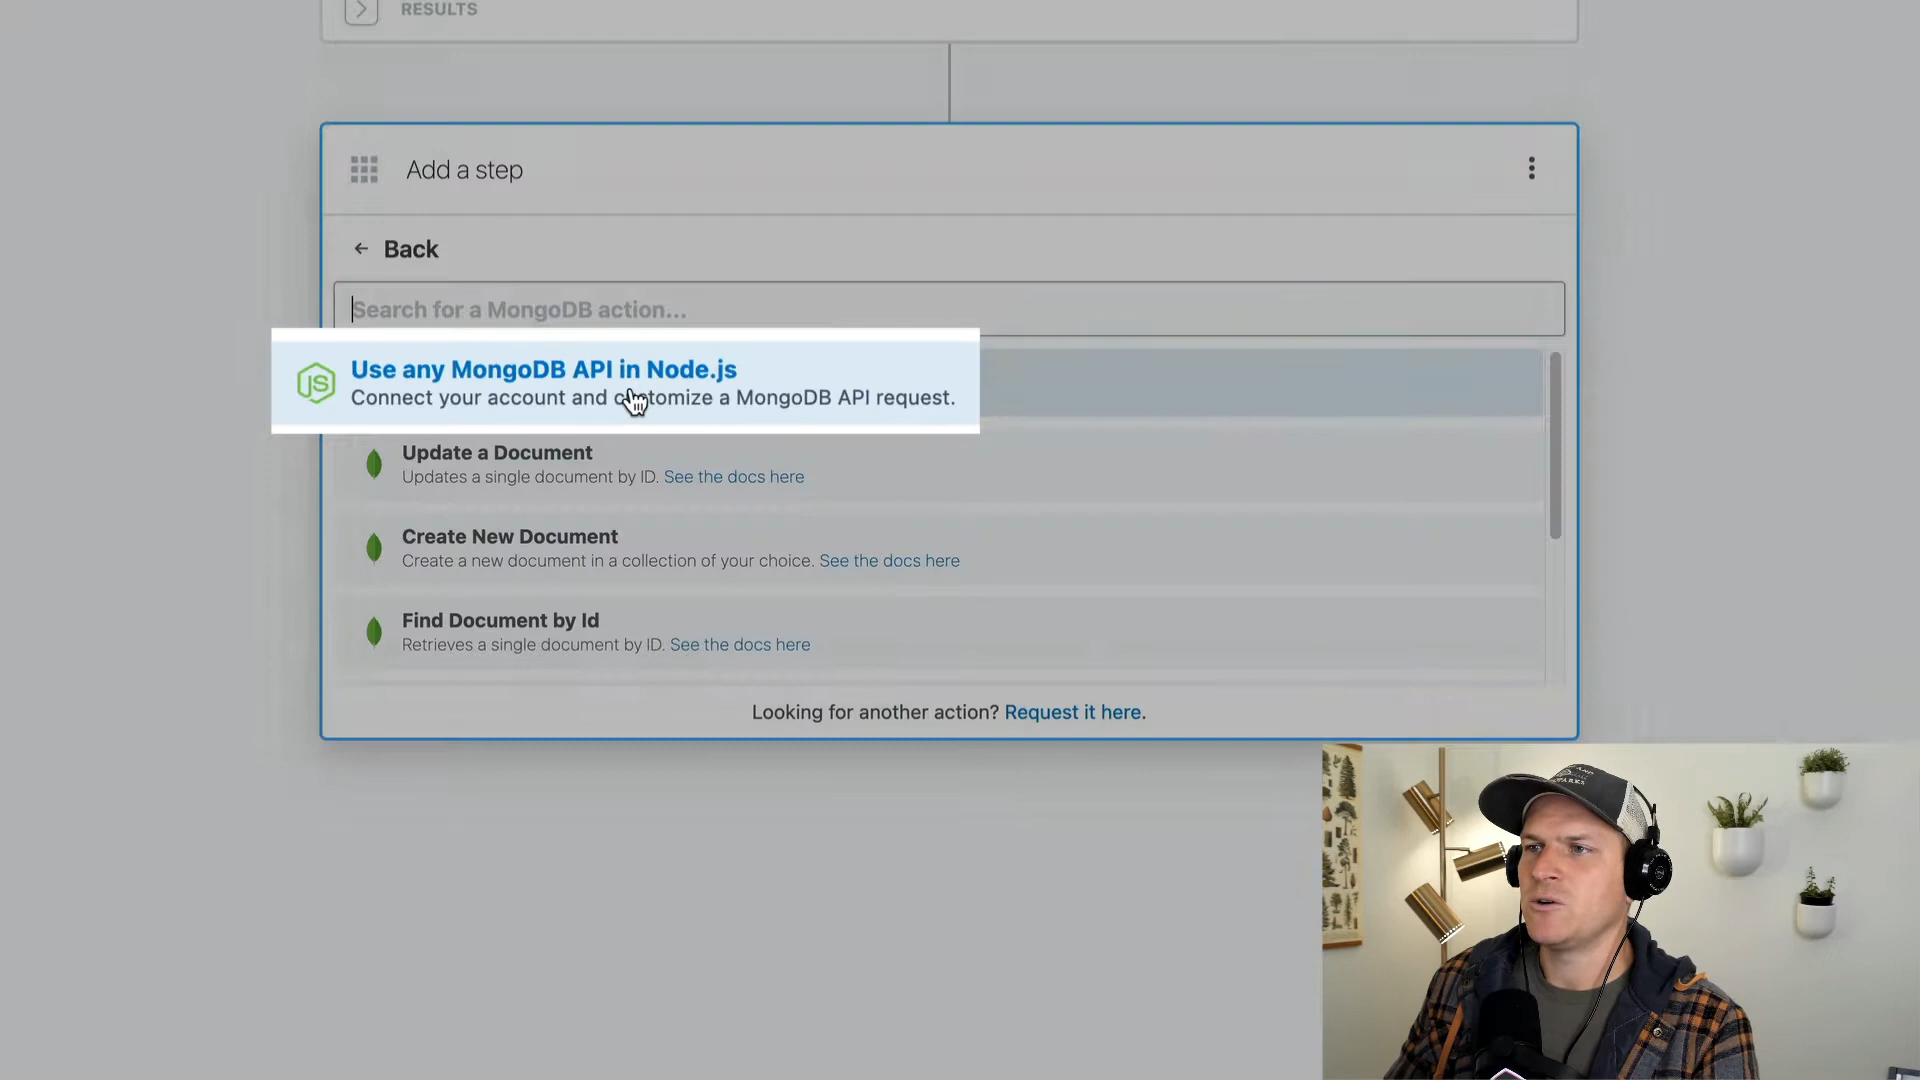 RESULTS
Add a step
Back
Search for a MongoDB action...
JS
Use any MongoDB API in Node.js
Connect your account and customize a MongoDB API request.
Update a Document
Updates a single document by ID. See the docs here
Create New Document
Create a new document in a collection of your choice. See the docs here
Find Document by Id
Retrieves a single document by ID. See the docs here
Looking for another action? Request it here.